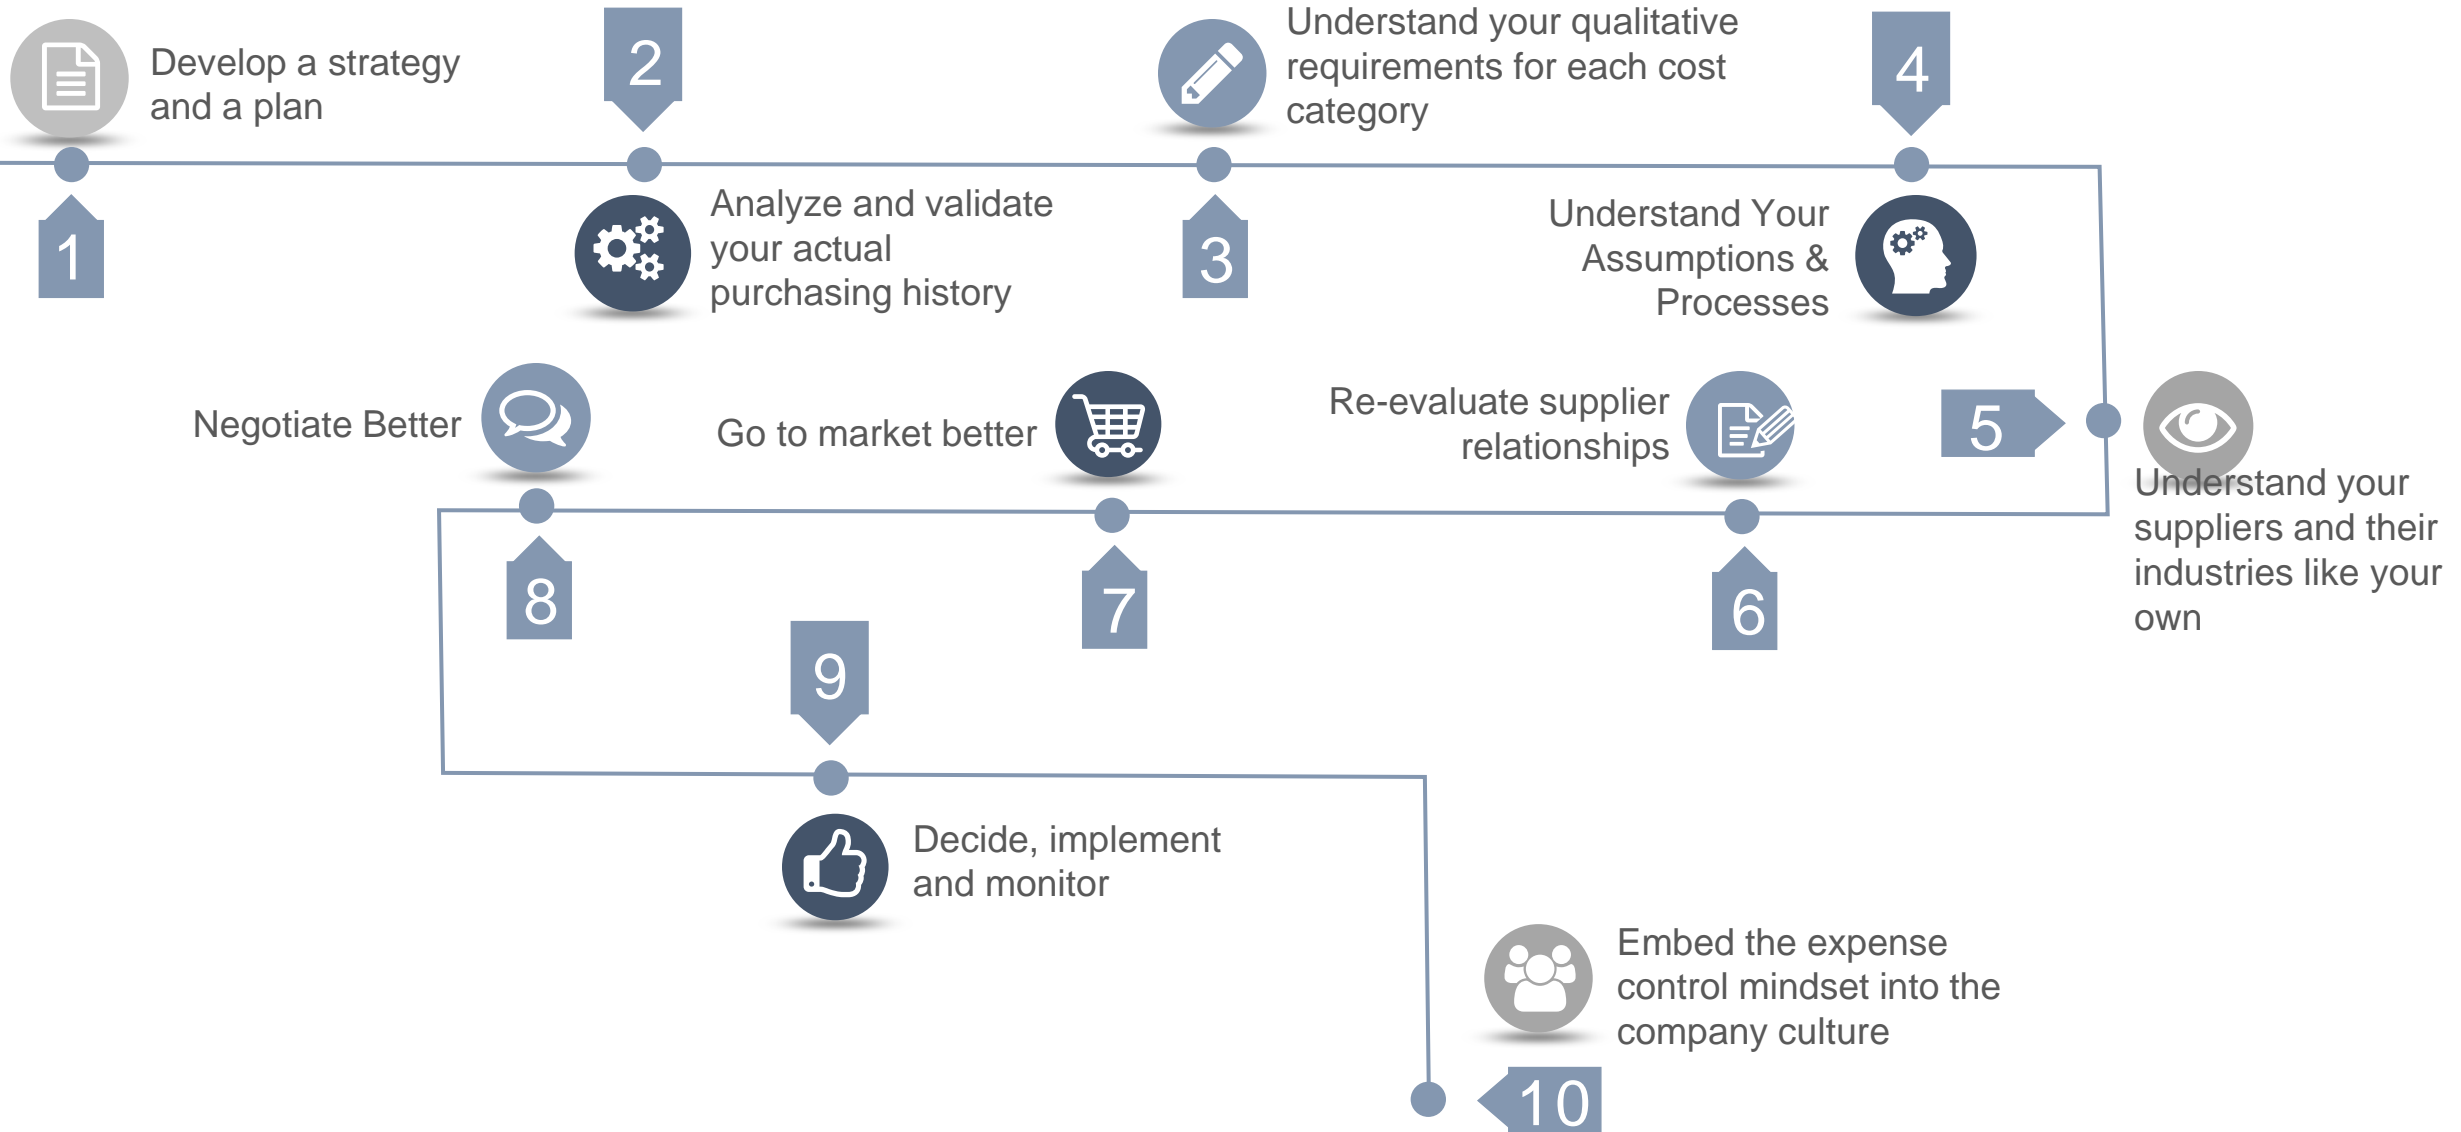 Develop a strategy
and a plan
1
2
Analyze and validate
your actual
purchasing history
Understand your qualitative
requirements for each cost
category
3
4
Understand Your
Assumptions &
Processes
5
Understand your
suppliers and their
industries like your
own
Re-evaluate supplier
relationships
6
Go to market better
7
Negotiate Better
8
9
Decide, implement
and monitor
Embed the expense
control mindset into the
company culture
10